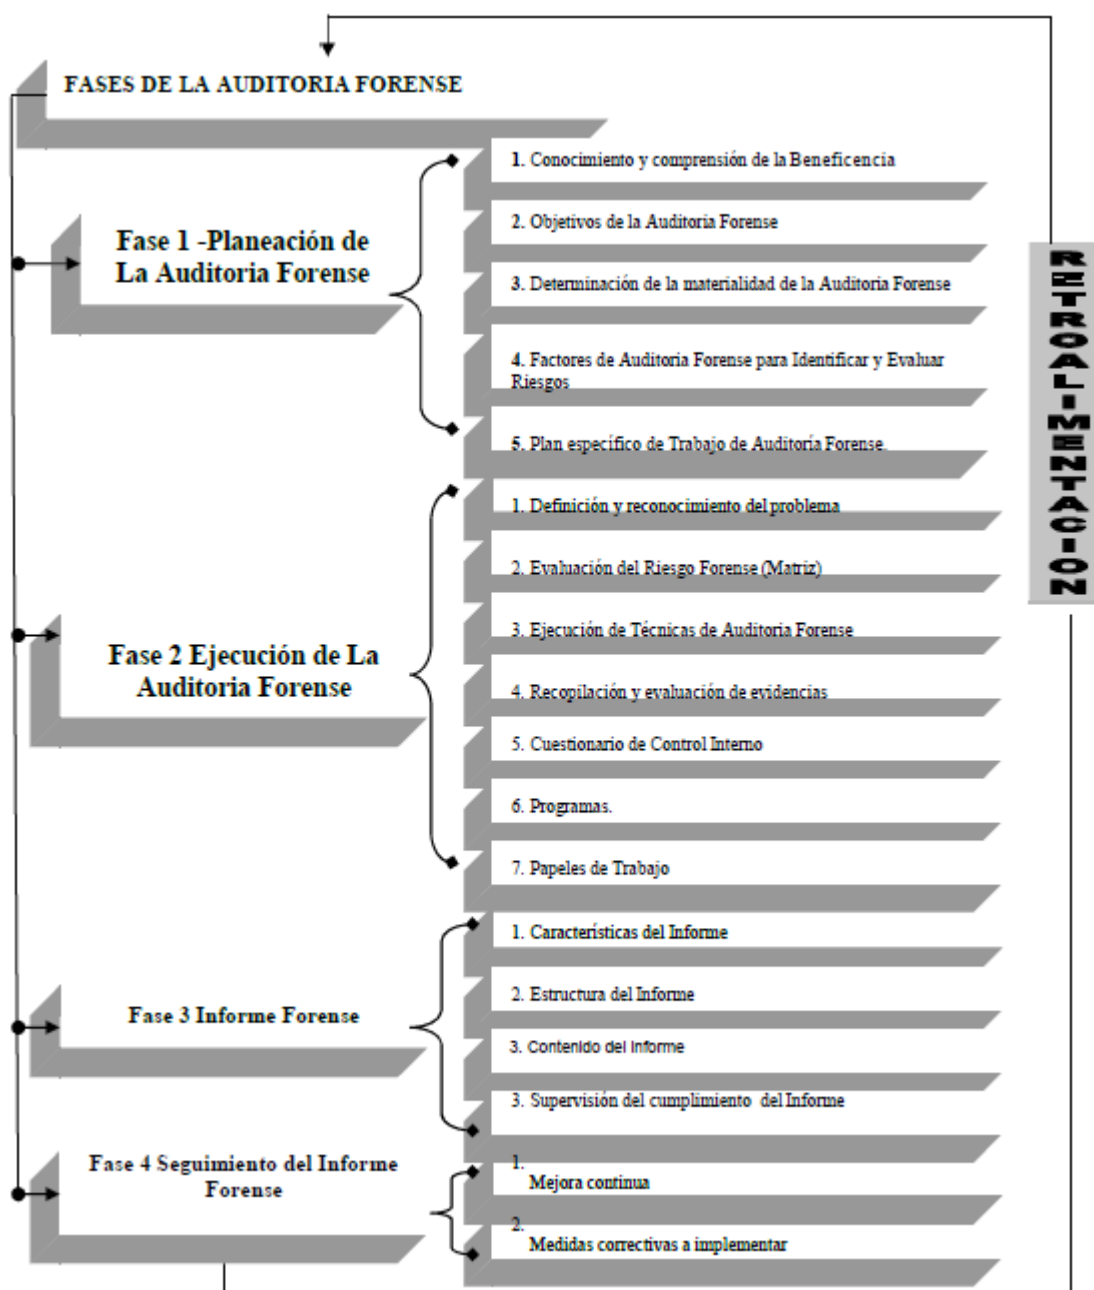 FASES DE LA AUDITORIA FORENSE
Fase 1 -Planeación de
La Auditoria Forense
1. Conocimiento y comprensión de la Beneficencia
2. Objetivos de la Auditoria Forense
3. Determinación de la materialidad de la Auditoria Forense
4. Factores de Auditoria Forense para Identificar y Evaluar
Riesgos
5. Plan específico de Trabajo de Auditoría Forense.
Fase 2 Ejecución de La
Auditoria Forense
1. Definición y reconocimiento del problema
2. Evaluación del Riesgo Forense (Matriz)
3. Ejecución de Técnicas de Auditoria Forense
4. Recopilación y evaluación de evidencias
5. Cuestionario de Control Interno
6. Programas.
7. Papeles de Trabajo
Fase 3 Informe Forense
1. Características del Informe
2. Estructura del Informe
3. Contenido del Informe
3. Supervisión del cumplimiento del Informe
Fase 4 Seguimiento del Informe
Forense
1.
Mejora continua
2.
Medidas correctivas a implementar
RETROALIMENTACION